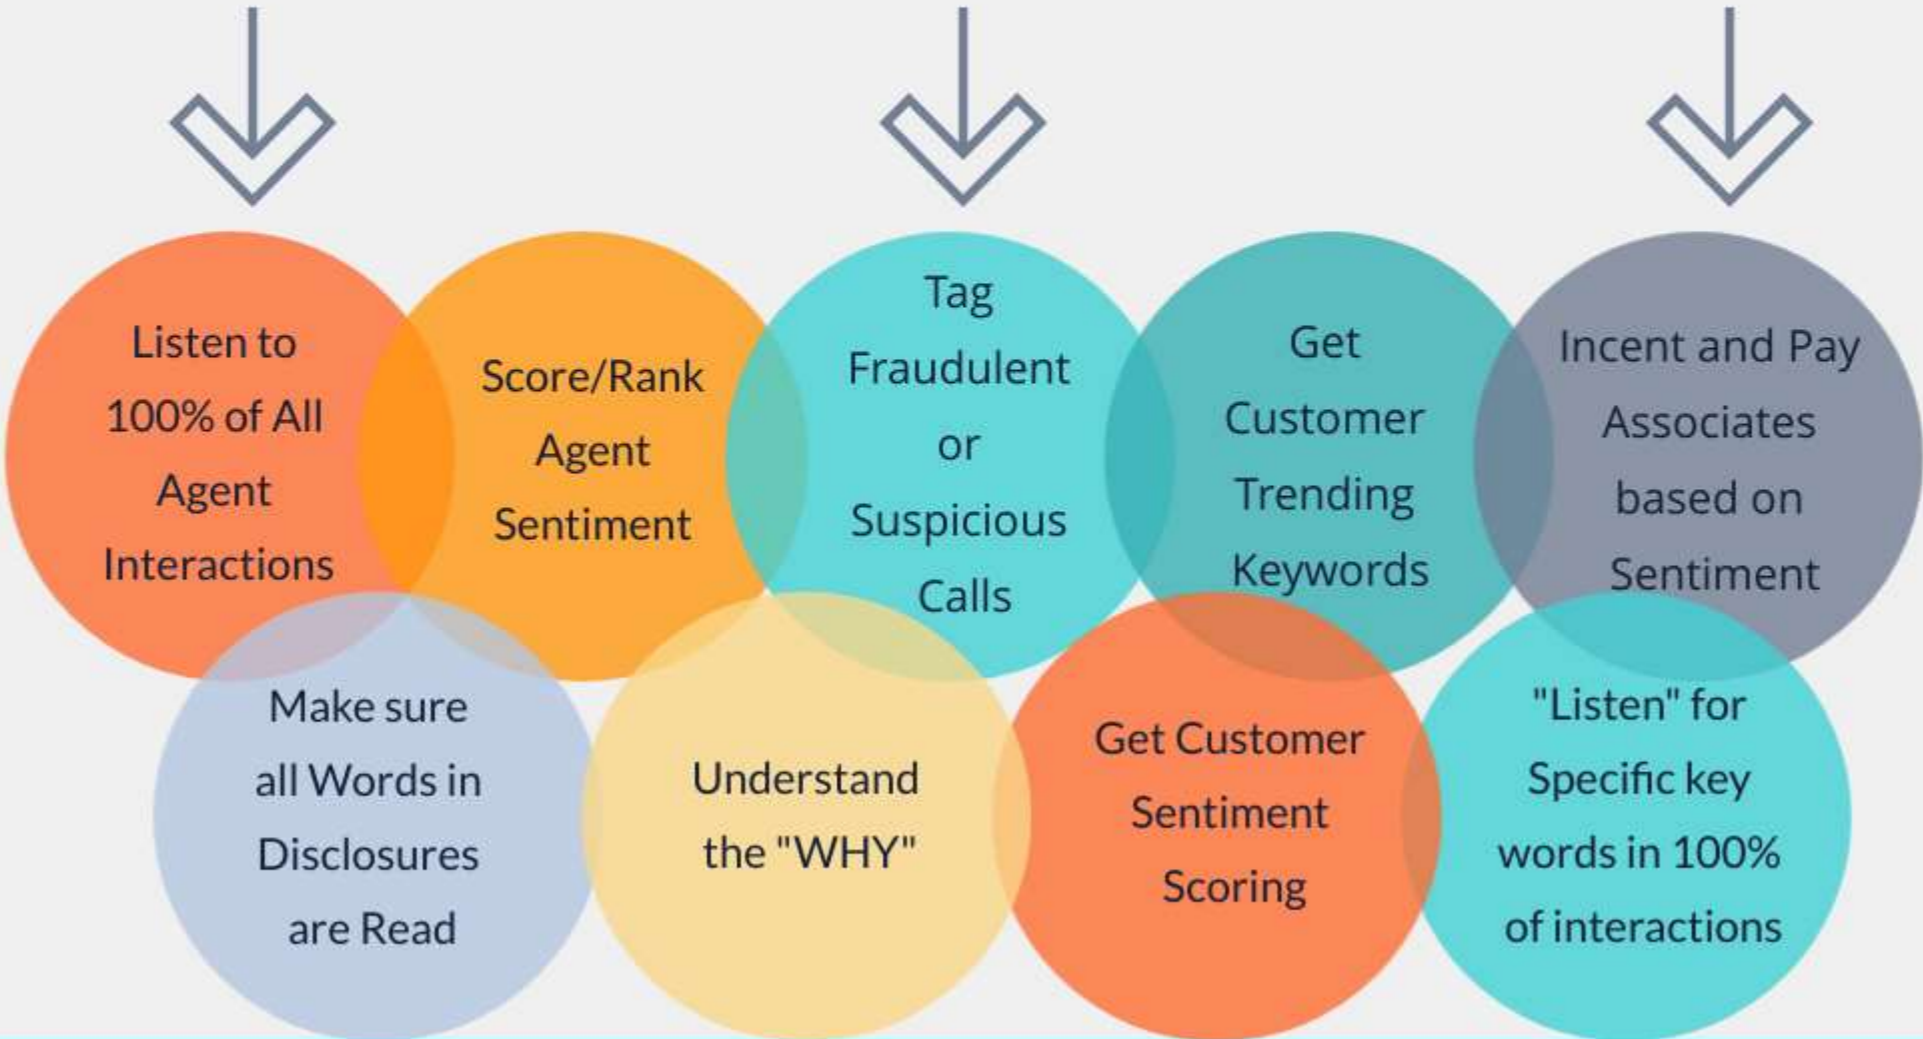 Listen to
100% of All
Agent
Interactions
Score/Rank
Agent
Sentiment
Tag
Fraudulent
or
Suspicious
Calls
Get
Customer
Trending
Keywords
Incent and Pay
Associates
based on
Sentiment
Make sure
all Words in
Disclosures
are Read
Understand
the "WHY"
Get Customer
Sentiment
Scoring
"Listen" for
Specific key
words in 100%
of interactions